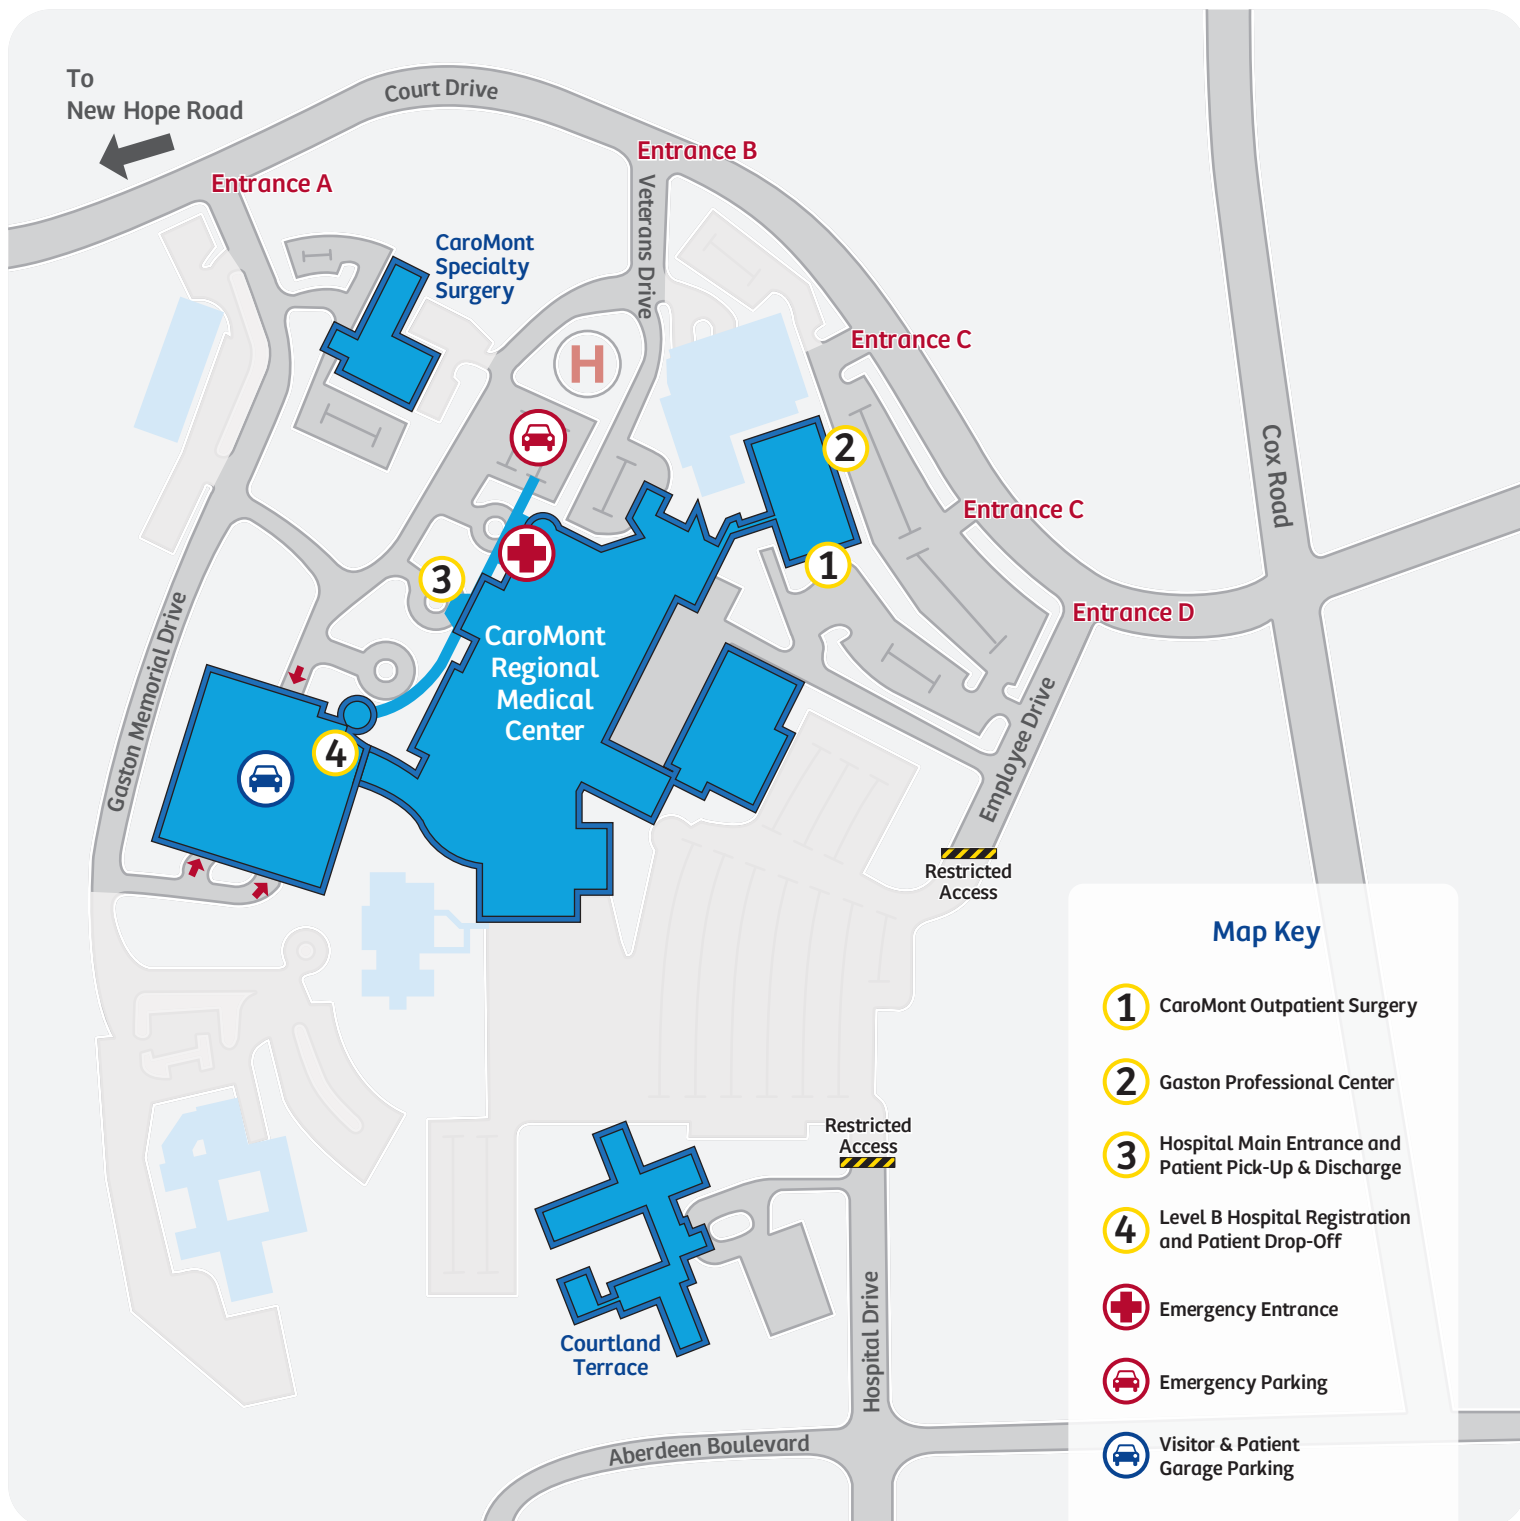 To
New Hope Road
Court Drive
Entrance A
Entrance B
Veterans Drive
CaroMont
Specialty
Surgery
H
Entrance C
2
Entrance C
Cox Road
1
3
Entrance D
CaroMont
Regional
Medical
Center
4
Gaston Memorial Drive
Employee Drive
Restricted
Access
Restricted
Access
Courtland
Terrace
Hospital Drive
Aberdeen Boulevard
Map Key
1 CaroMont Outpatient Surgery
2 Gaston Professional Center
3 Hospital Main Entrance and
Patient Pick-Up & Discharge
4 Level B Hospital Registration
and Patient Drop-Off
Emergency Entrance
Emergency Parking
Visitor & Patient
Garage Parking